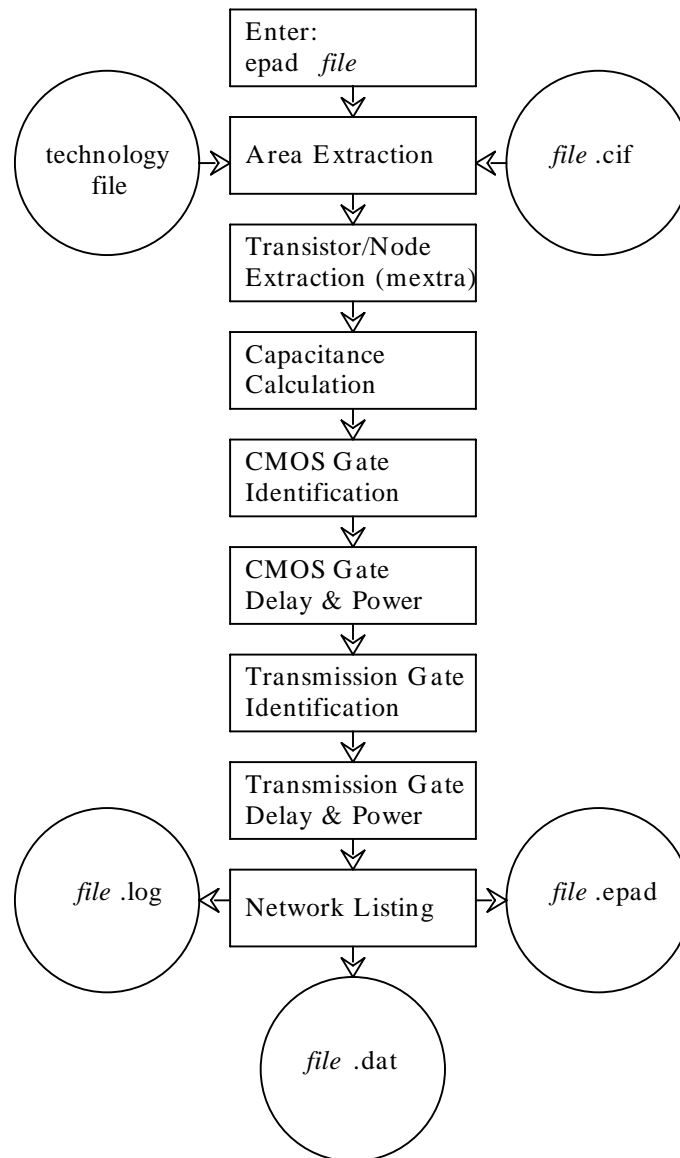 Enter:
epad file
technology
file
Area Extraction
file .cif
Transistor/Node
Extraction (mextra)
Capacitance
Calculation
CMOS Gate
Identification
CMOS Gate
Delay & Power
Transmission Gate
Identification
Transmission Gate
Delay & Power
file .log
Network Listing
file .epad
file .dat